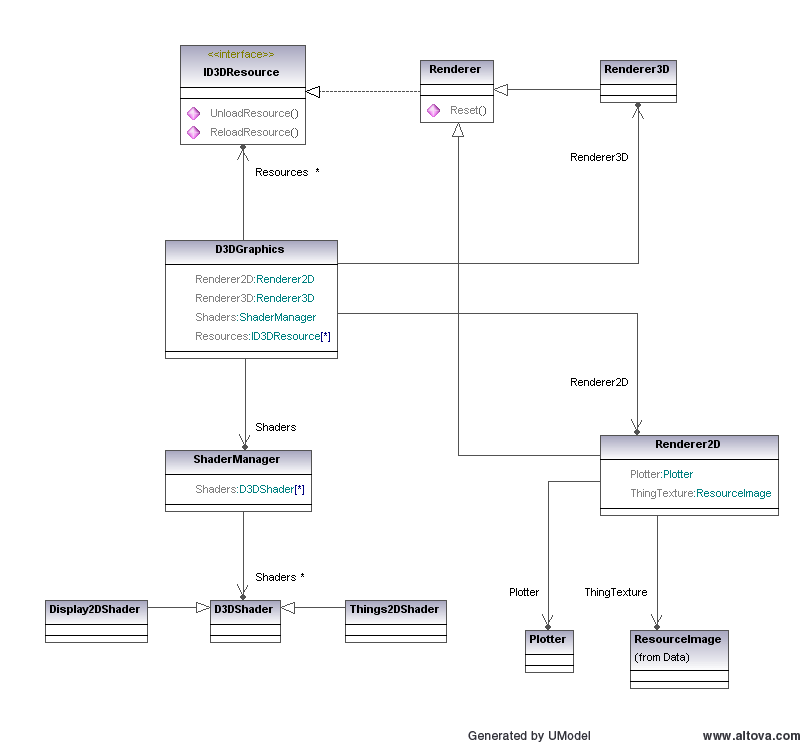 <<interface>>
ID3DResource
UnloadResource()
ReloadResource()
Renderer
Reset()
Renderer3D
Resources *
Renderer3D
D3DGraphics
Renderer2D:Renderer2D
Renderer3D:Renderer3D
Shaders:ShaderManager
Resources:ID3DResource[*]
Renderer2D
Shaders
Renderer2D
Plotter:Plotter
ThingTexture:ResourceImage
ShaderManager
Shaders:D3DShader[*]
Shaders *
Plotter
ThingTexture
Display2DShader
D3DShader
Things2DShader
Plotter
ResourceImage
(from Data)
Generated by UModel
www.altova.com